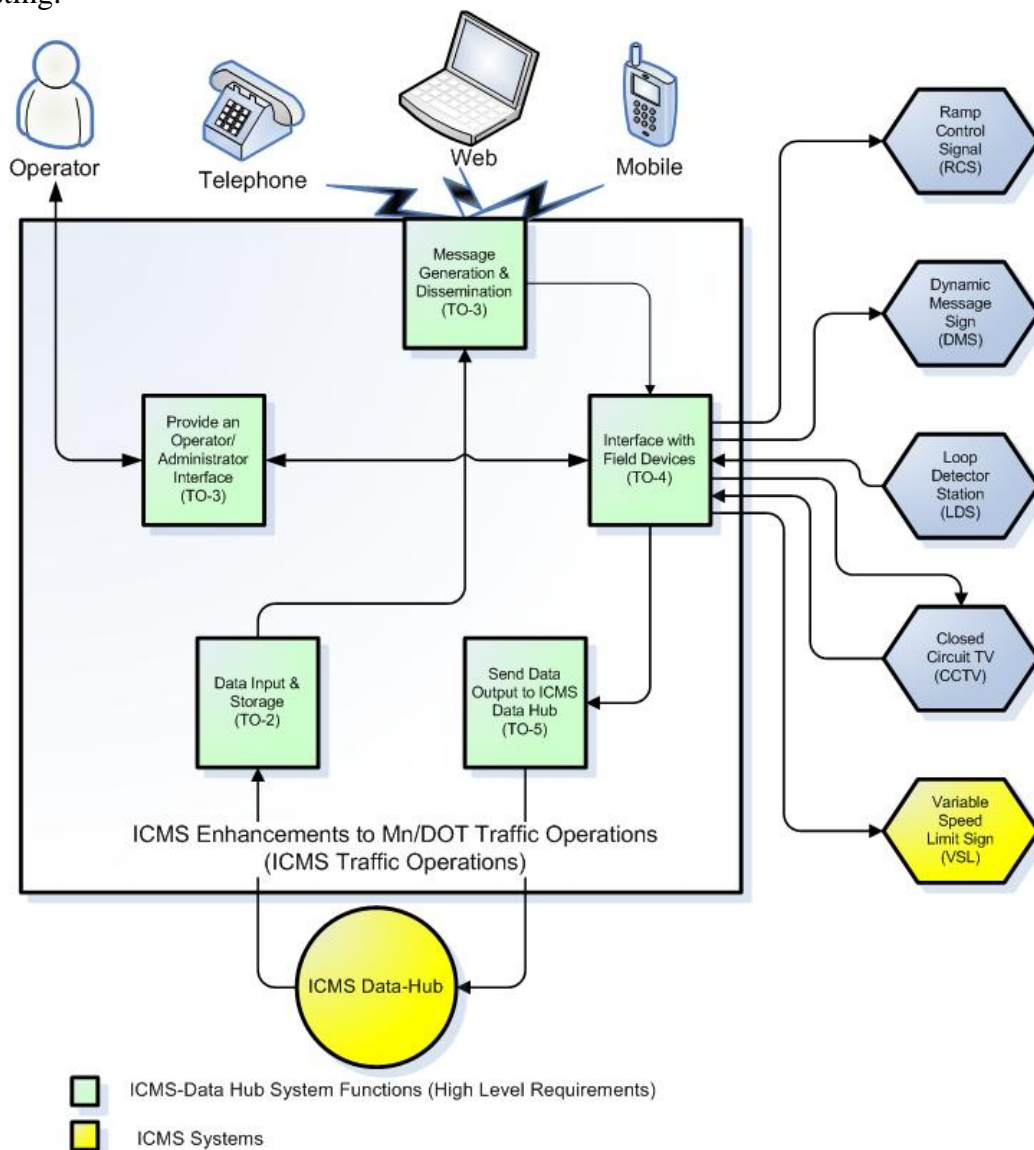 sting.
Operator
Telephone
Web
Mobile
Ramp
Control
Signal
(RCS)
Message
Generation &
Dissemination
(TO-3)
Dynamic
Message
Sign
(DMS)
Provide an
Operator/
Administrator
Interface
(TO-3)
Interface with
Field Devices
(TO-4)
Loop
Detector
Station
(LDS)
Data Input &
Storage
(TO-2)
Send Data
Output to ICMS
Data Hub
(TO-5)
Closed
Circuit TV
(CCTV)
Variable
Speed
Limit Sign
(VSL)
ICMS Enhancements to Mn/DOT Traffic Operations
(ICMS Traffic Operations)
ICMS Data-Hub
ICMS-Data Hub System Functions (High Level Requirements)
ICMS Systems